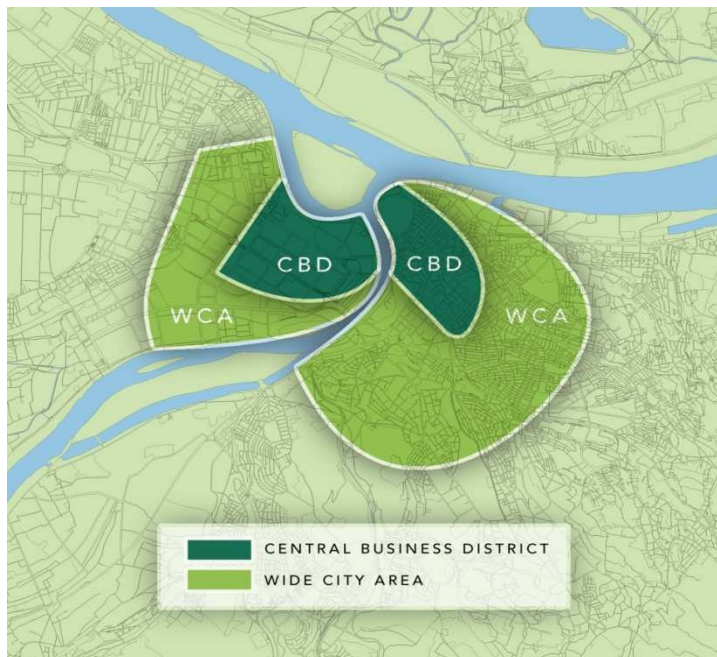 CBD
CBD
WCA
WCA
CENTRAL BUSINESS DISTRICT
WIDE CITY AREA